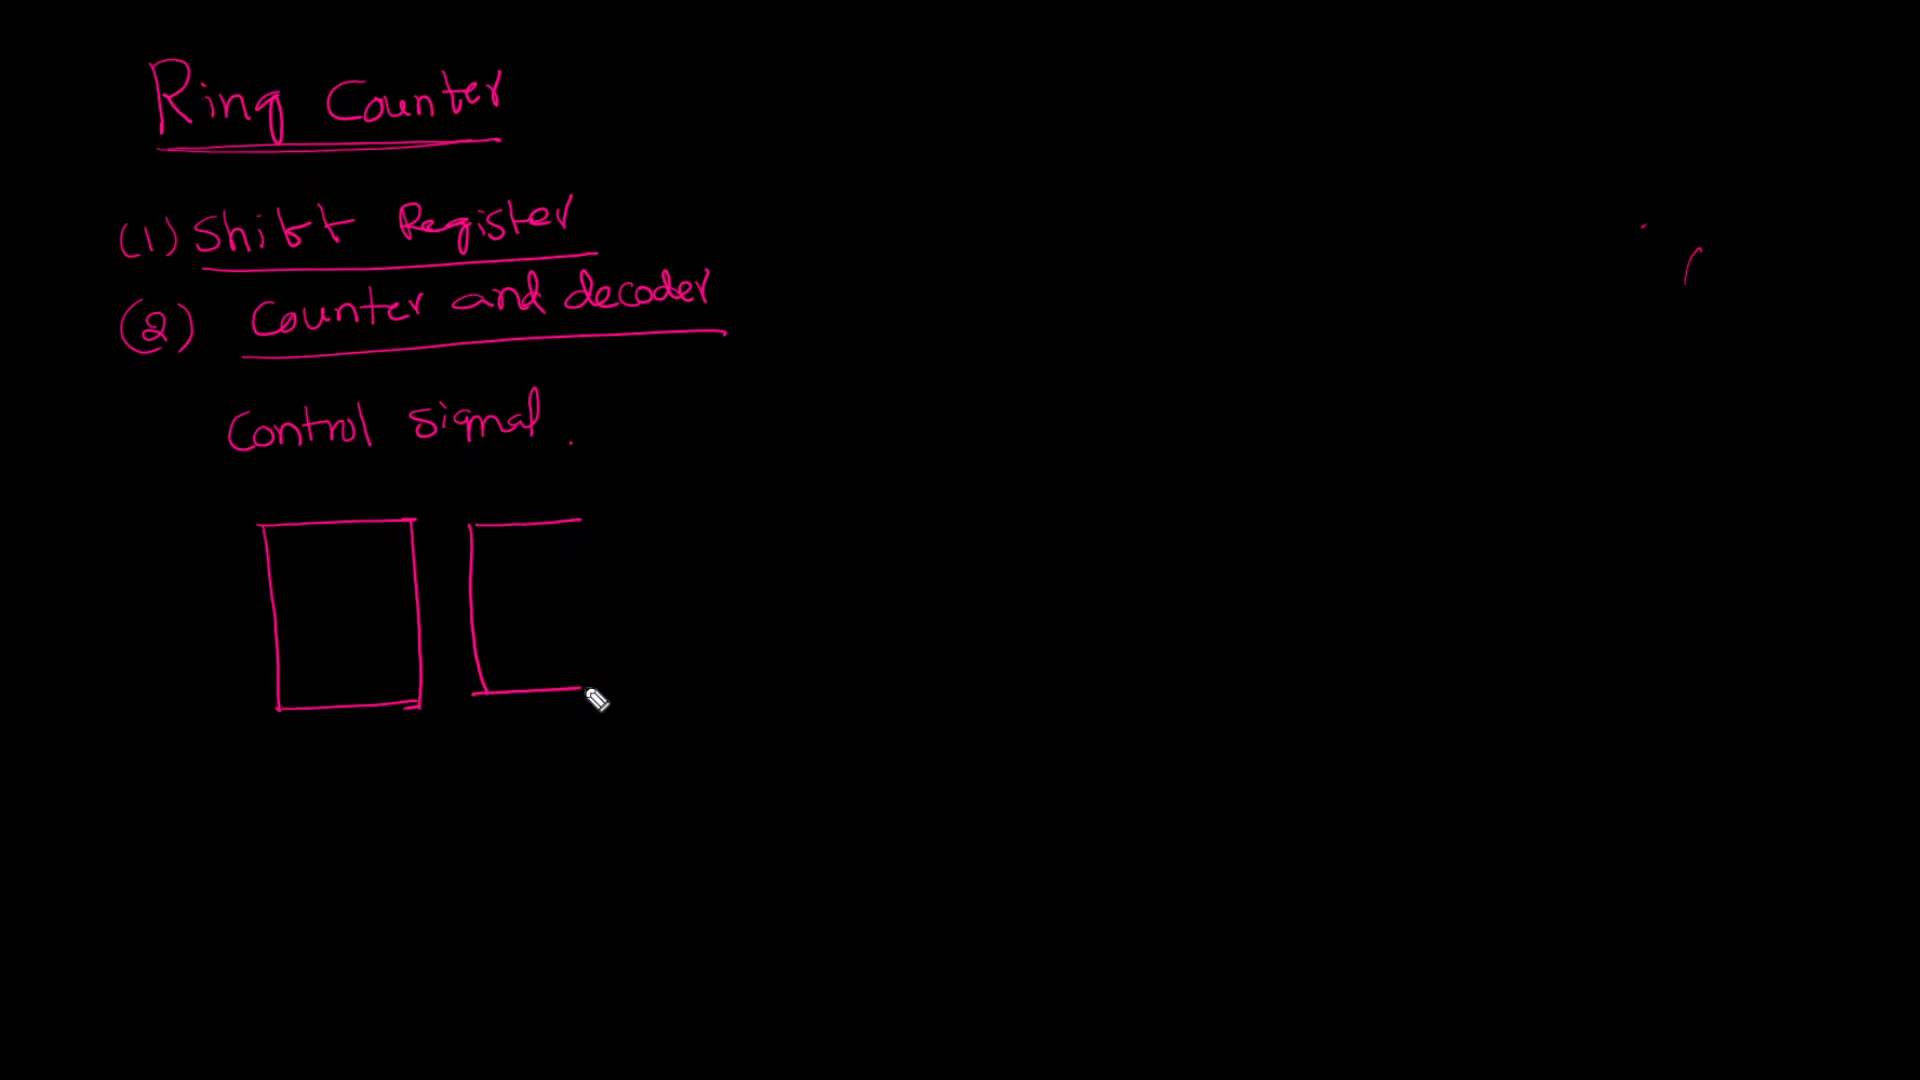 Ring Counter
(1) Shift Register
(2) Counter and decoder
Control signal.